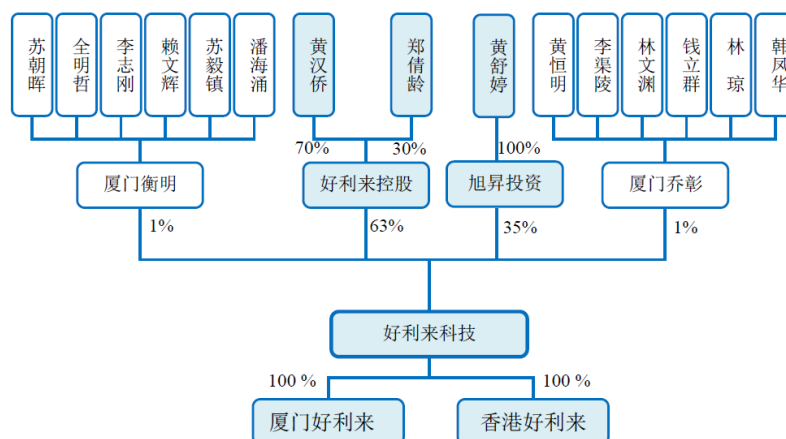 苏朝晖
全明哲
李志刚
赖文辉
苏毅镇
潘海涌
黄汉侨
郑倩龄
黄舒婷
黄恒明
李渠陵
林文渊
钱立群
林 琼
韩凤华
70%
30%
100%
厦门衡明
好利来控股
旭昇投资
厦门乔彰
1%
63%
35%
1%
好利来科技
100 %
100 %
厦门好利来
香港好利来